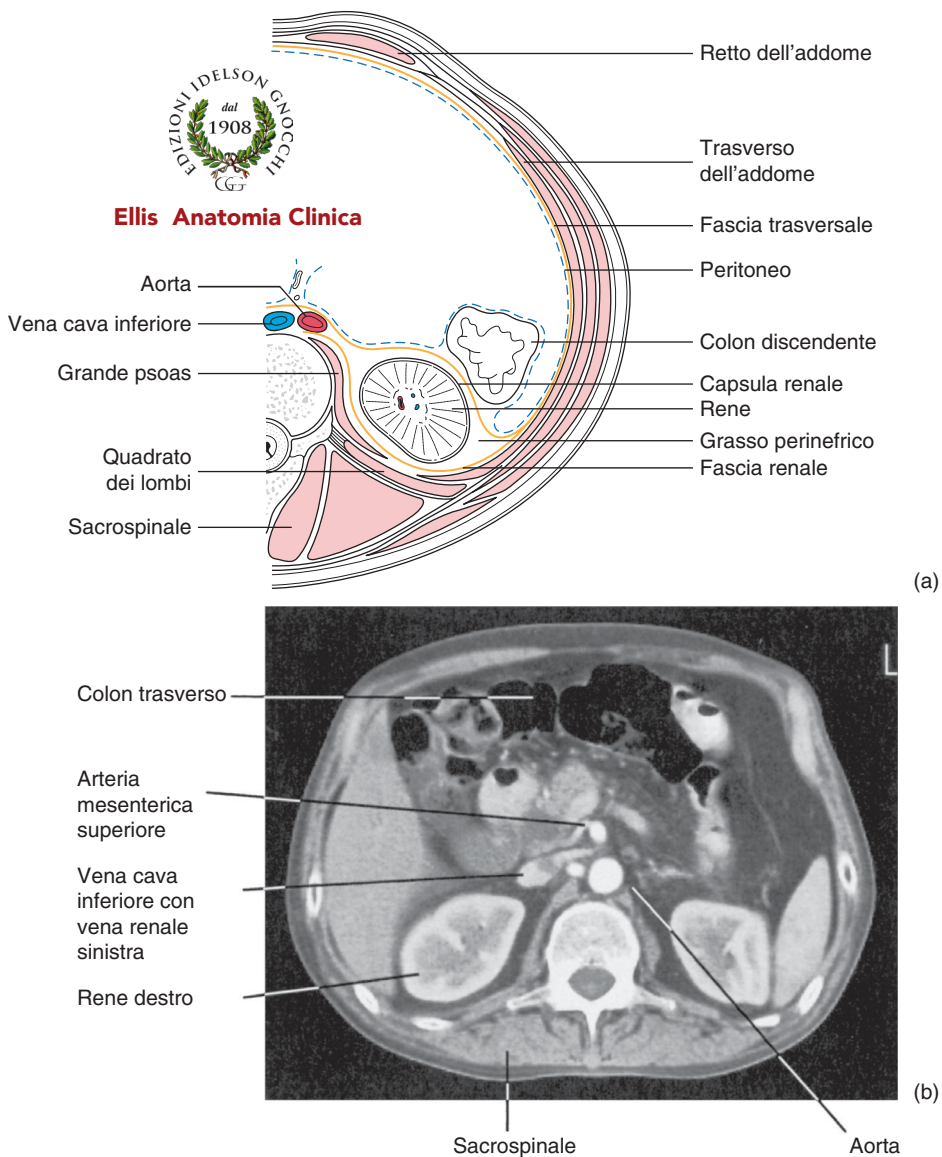 EDIZIONI IDELSON GNOCCHI
dal
1908
Ellis Anatomia Clinica
Retto dell'addome
Trasverso
dell'addome
Fascia trasversale
Peritoneo
Aorta
Vena cava inferiore
Colon discendente
Grande psoas
Capsula renale
Rene
Grasso perinefrico
Quadrato
dei lombi
Fascia renale
Sacrospinale
(a)
L
Colon trasverso
Arteria
mesenterica
superiore
Vena cava
inferiore con
vena renale
sinistra
Rene destro
(b)
Sacrospinale
Aorta